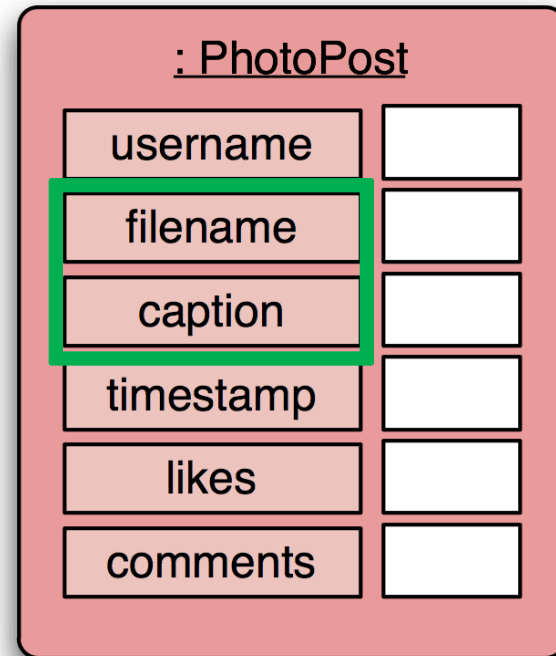 : PhotoPost
username
filename
caption
timestamp
likes
comments